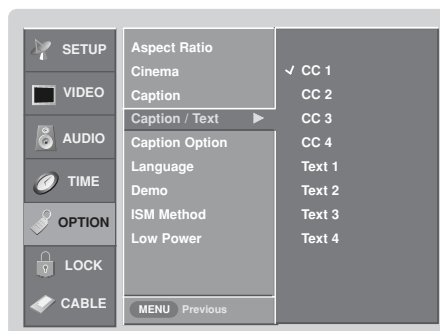 SETUP
VIDEO
AUDIO
TIME
OPTION
LOCK
CABLE
Aspect Ratio
Cinema
Caption
Caption / Text
Caption Option
Language
Demo
ISM Method
Low Power
MENU Previous
CC 1
CC 2
CC 3
CC 4
Text 1
Text 2
Text 3
Text 4